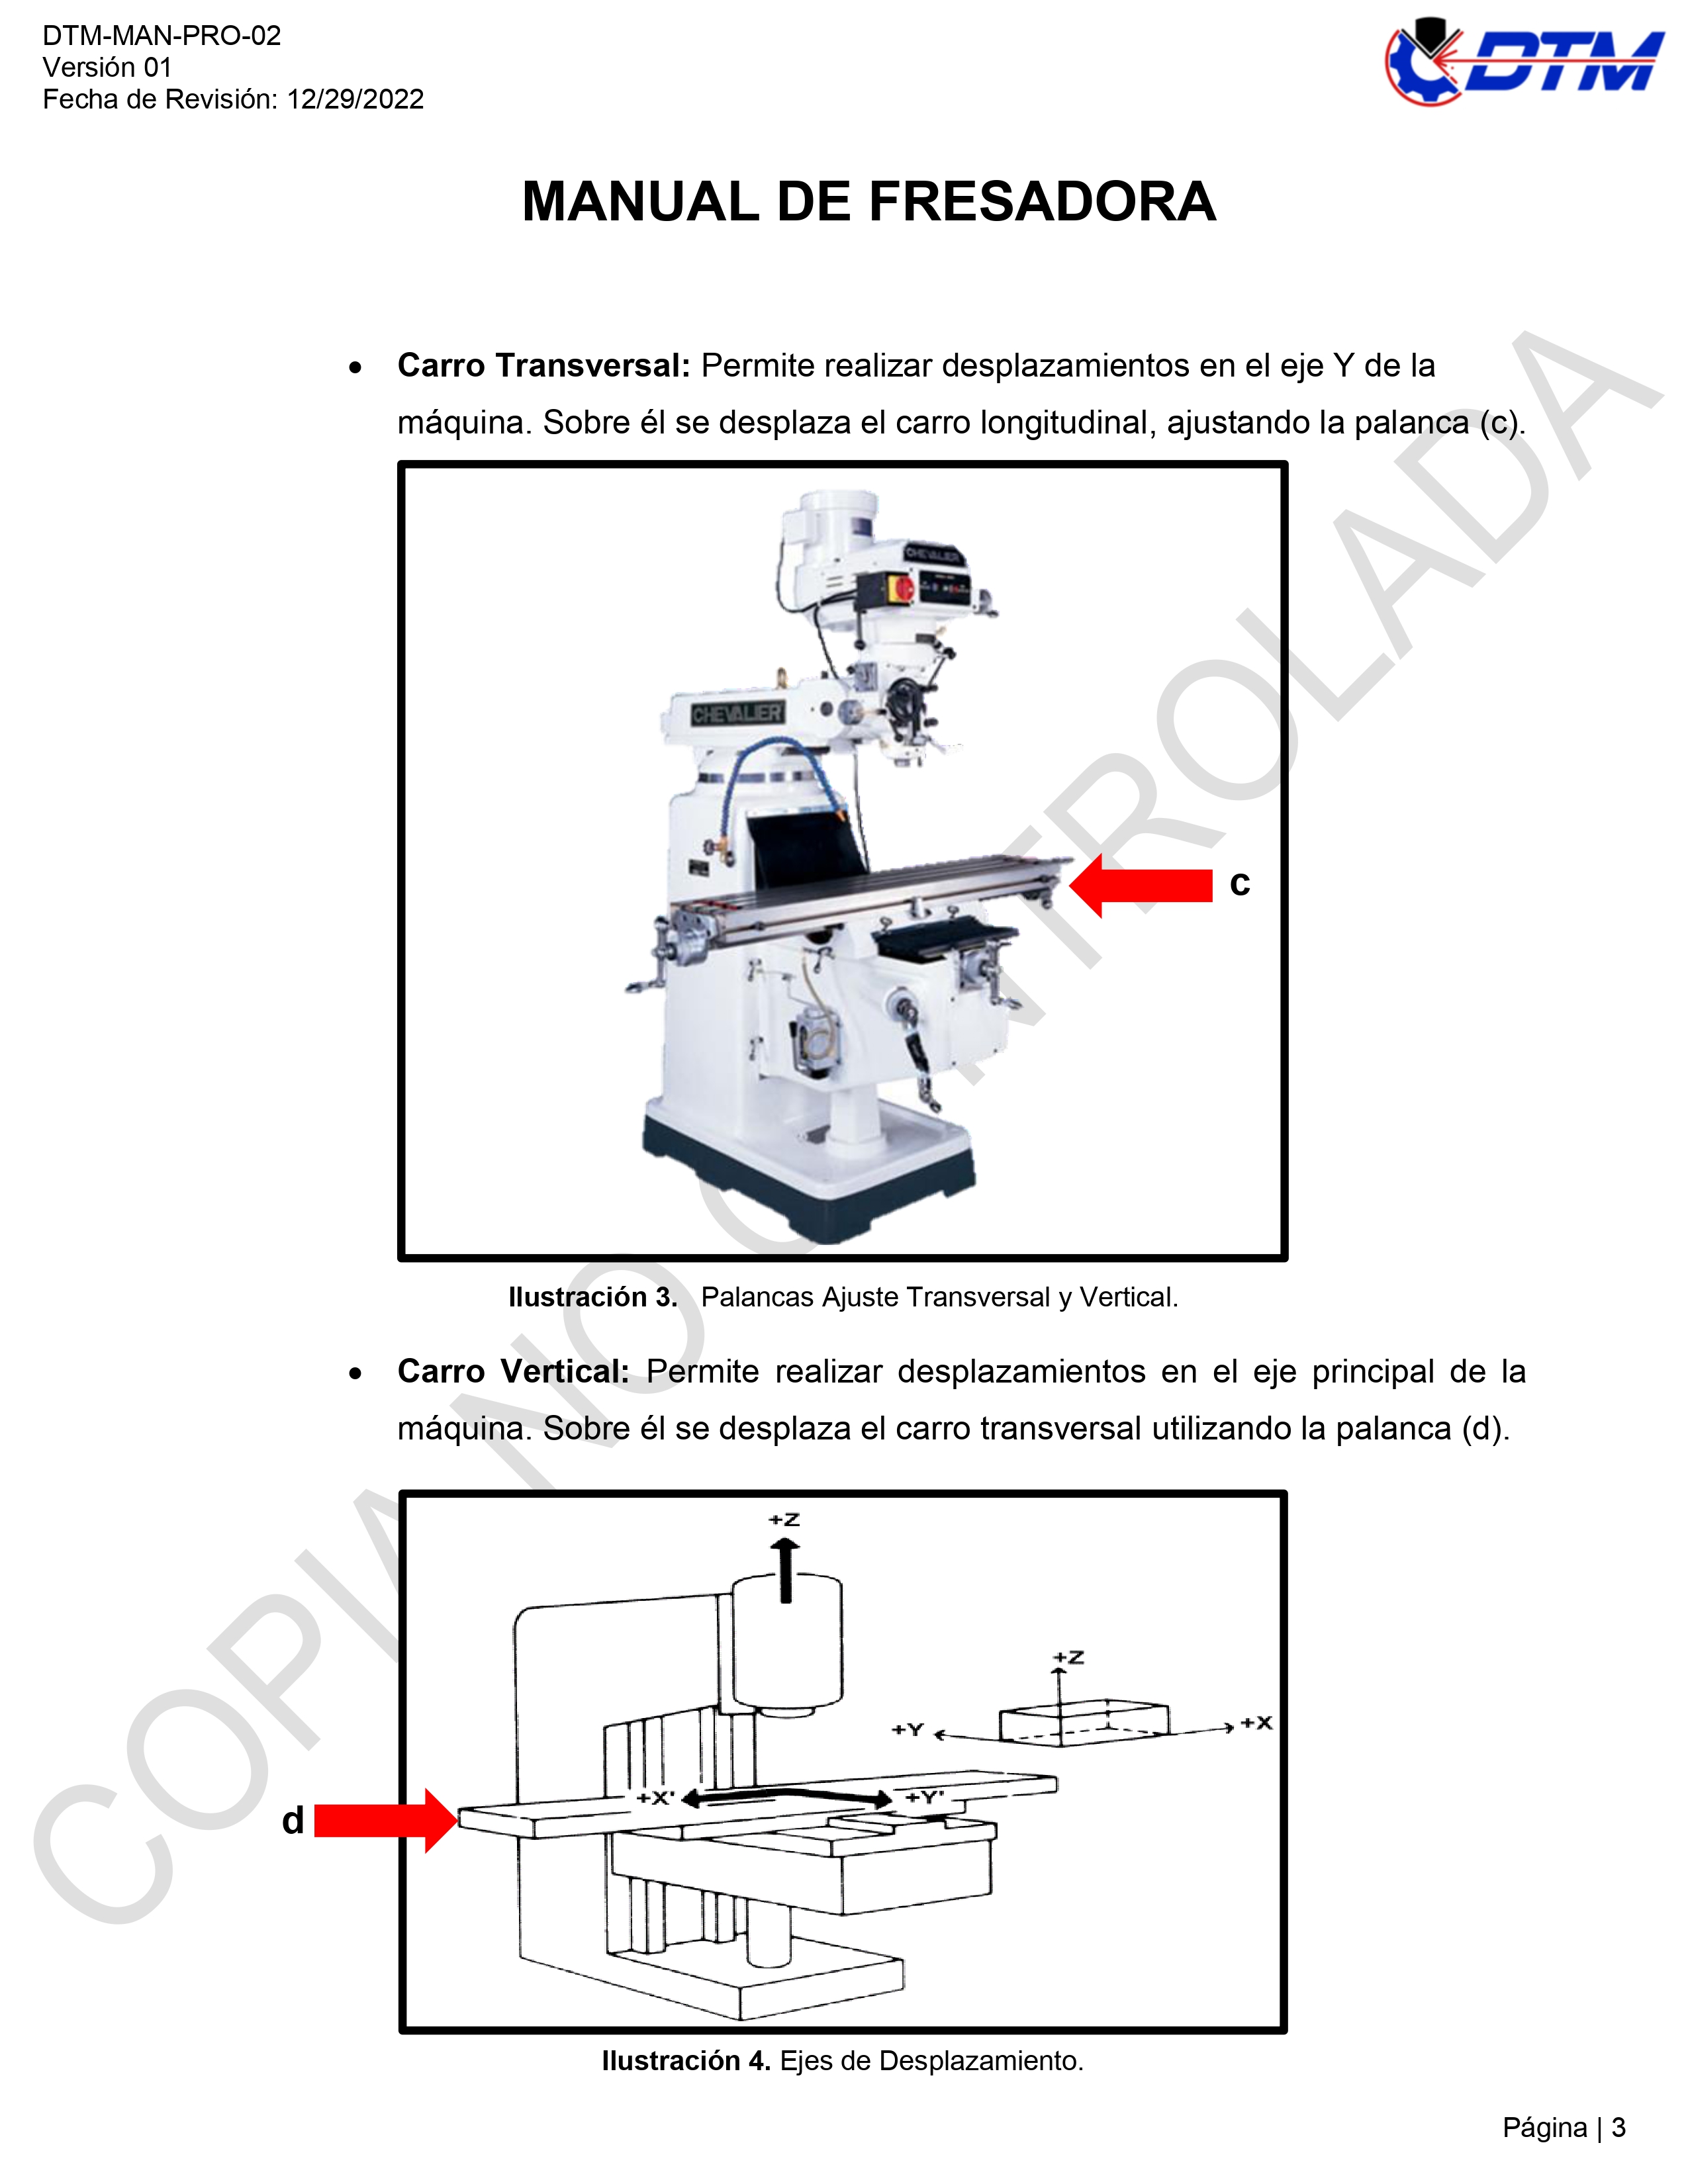 DTM-MAN-PRO-02
Versión 01
Fecha de Revisión: 12/29/2022
DTM
MANUAL DE FRESADORA
• Carro Transversal: Permite realizar desplazamientos en el eje Y de la
máquina. Sobre él se desplaza el carro longitudinal, ajustando la palanca (c).
CHEVALIER
CHEVALIER
c
Ilustración 3. Palancas Ajuste Transversal y Vertical.
• Carro Vertical: Permite realizar desplazamientos en el eje principal de la
máquina. Sobre él se desplaza el carro transversal utilizando la palanca (d).
+Z
+Z
+Y
+X
+X'
+Y'
d
Ilustración 4. Ejes de Desplazamiento.
COPIA NO CONTROLADA
Página | 3